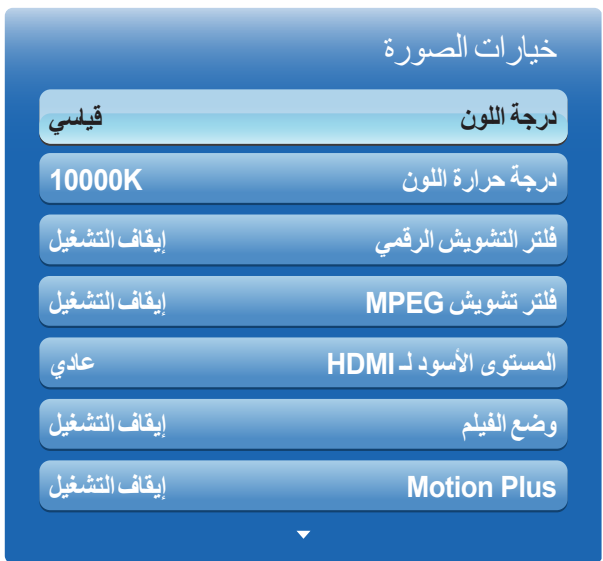 خيارات الصورة
درجة اللون قياسي
درجة حرارة اللون 10000K
فلتر التشويش الرقمي إيقاف التشغيل
فلتر تشويش MPEG إيقاف التشغيل
المستوى الأسود لـ HDMI عادي
وضع الفيلم إيقاف التشغيل
Motion Plus إيقاف التشغيل